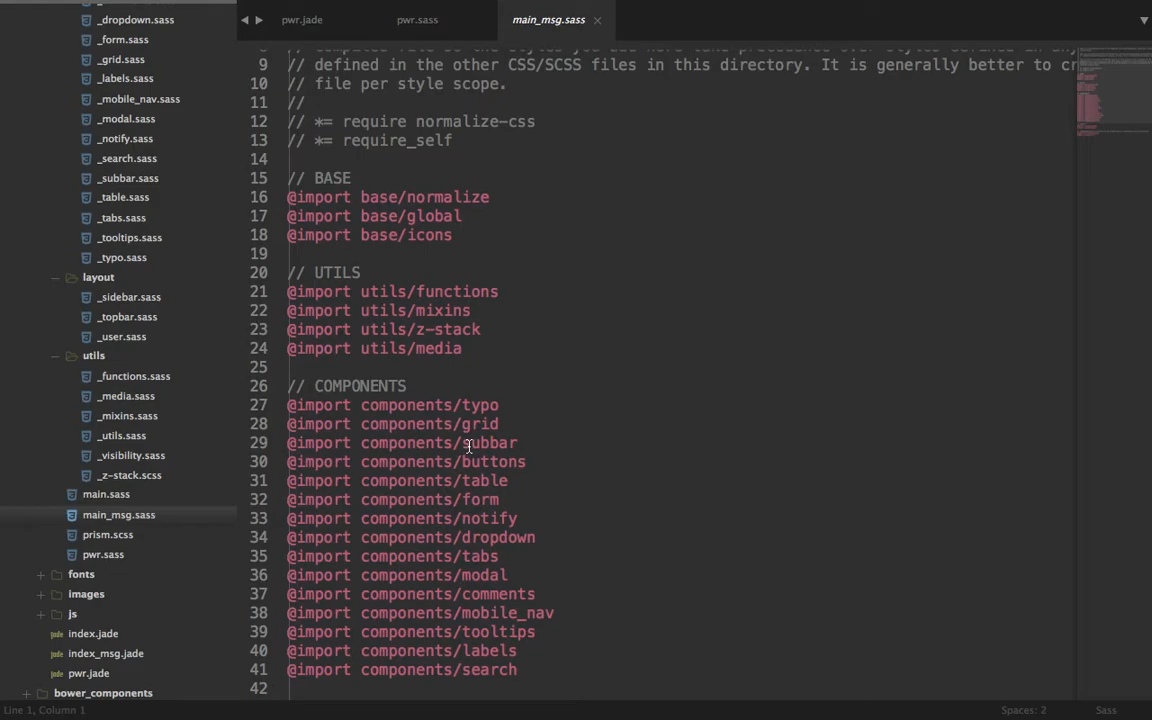 _dropdown.sass
_form.sass
_grid.sass
_labels.sass
_mobile_nav.sass
_modal.sass
_notify.sass
_search.sass
_subbar.sass
_table.sass
_tabs.sass
_tooltips.sass
_typo.sass
layout
_sidebar.sass
_topbar.sass
_user.sass
utils
_functions.sass
_media.sass
_mixins.sass
_utils.sass
_visibility.sass
_z-stack.scss
main.sass
main_msg.sass
prism.scss
pwr.sass
fonts
images
js
index.jade
index_msg.jade
pwr.jade
bower_components
pwr.jade
pwr.sass
main_msg.sass
9 // defined in the other CSS/SCSS files in this directory. It is generally better to cr
10 // file per style scope.
11 //
12 // *= require normalize-css
13 // *= require_self
14
15 // BASE
16 @import base/normalize
17 @import base/global
18 @import base/icons
19
20 // UTILS
21 @import utils/functions
22 @import utils/mixins
23 @import utils/z-stack
24 @import utils/media
25
26 // COMPONENTS
27 @import components/typo
28 @import components/grid
29 @import components/subbar
30 @import components/buttons
31 @import components/table
32 @import components/form
33 @import components/notify
34 @import components/dropdown
35 @import components/tabs
36 @import components/modal
37 @import components/comments
38 @import components/mobile_nav
39 @import components/tooltips
40 @import components/labels
41 @import components/search
42
Line 1, Column 1
Spaces: 2
Sass